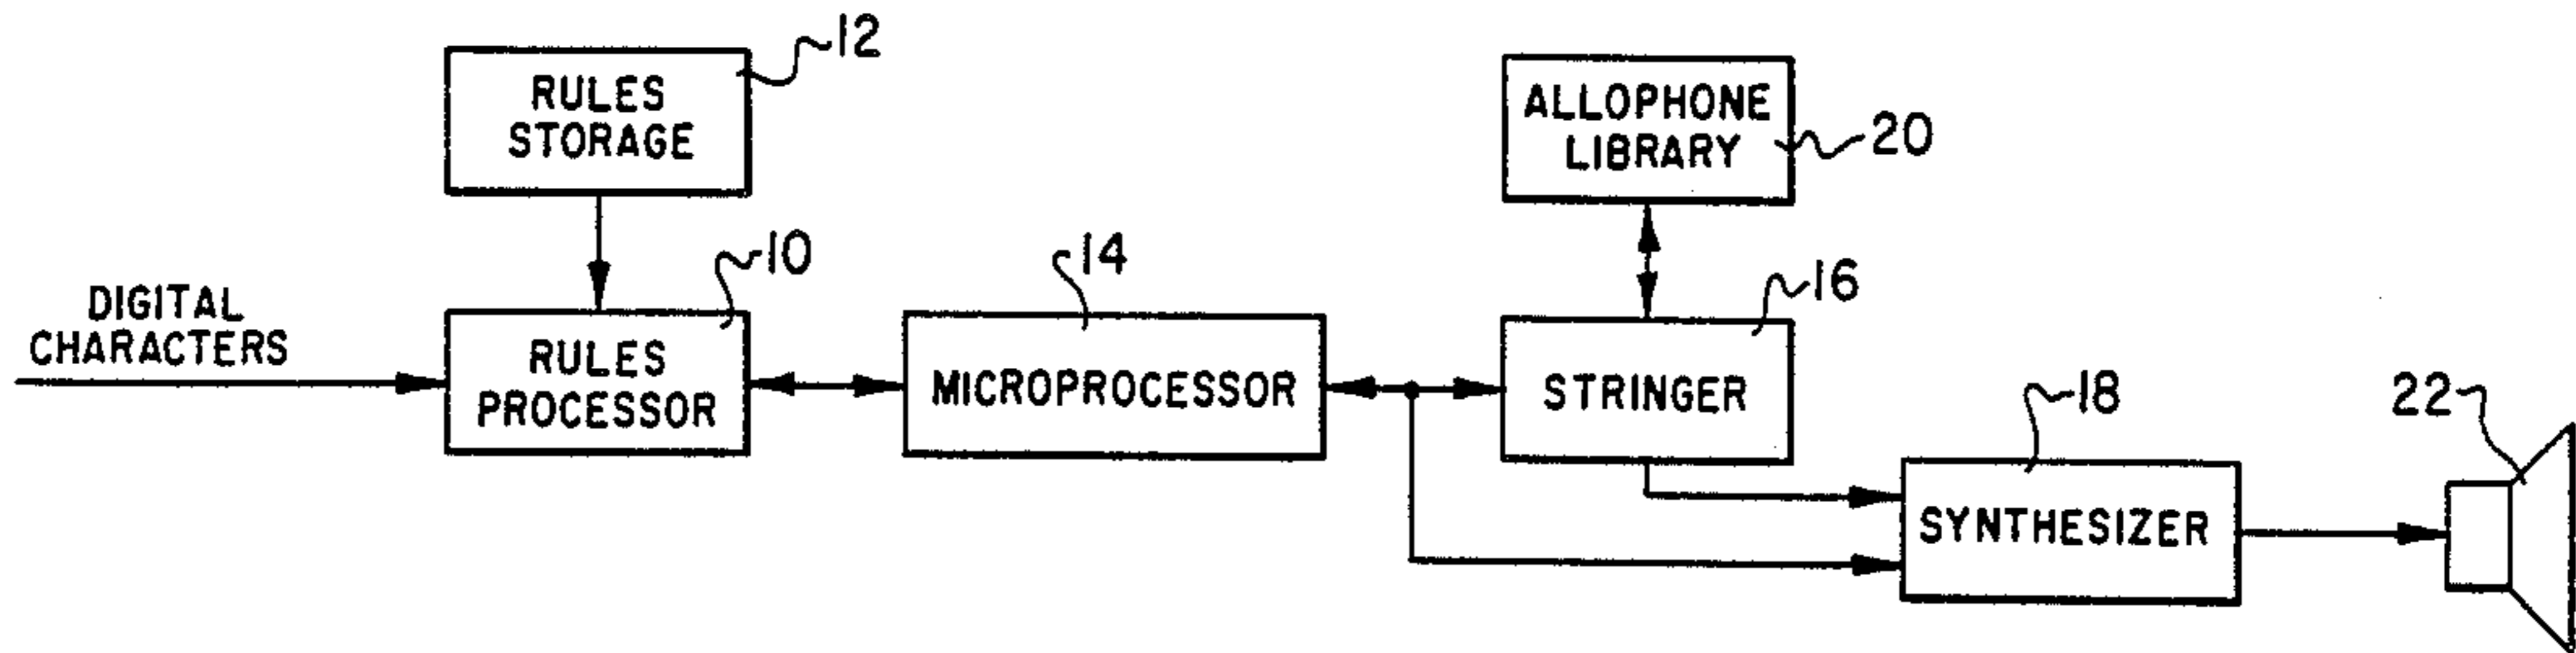 12
RULES
STORAGE
ALLOPHONE
LIBRARY
20
DIGITAL
CHARACTERS
10
RULES
PROCESSOR
14
MICROPROCESSOR
16
STRINGER
18
SYNTHESIZER
22